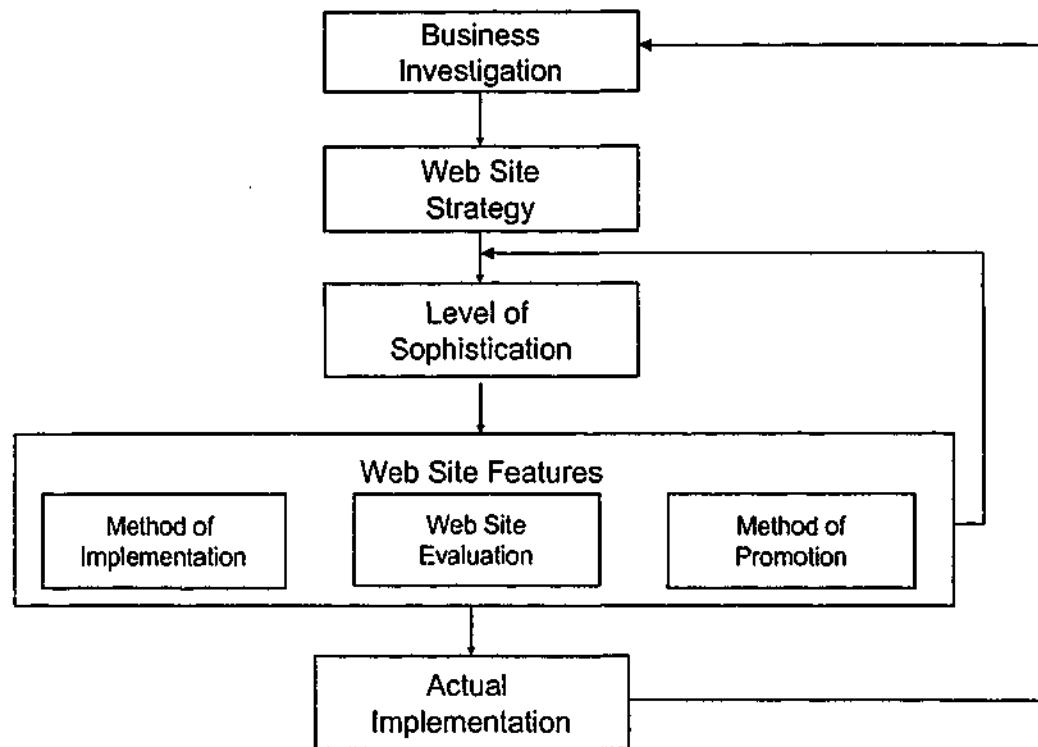 Business
Investigation
Web Site
Strategy
Level of
Sophistication
Web Site Features
Method of
Implementation
Web Site
Evaluation
Method of
Promotion
Actual
Implementation